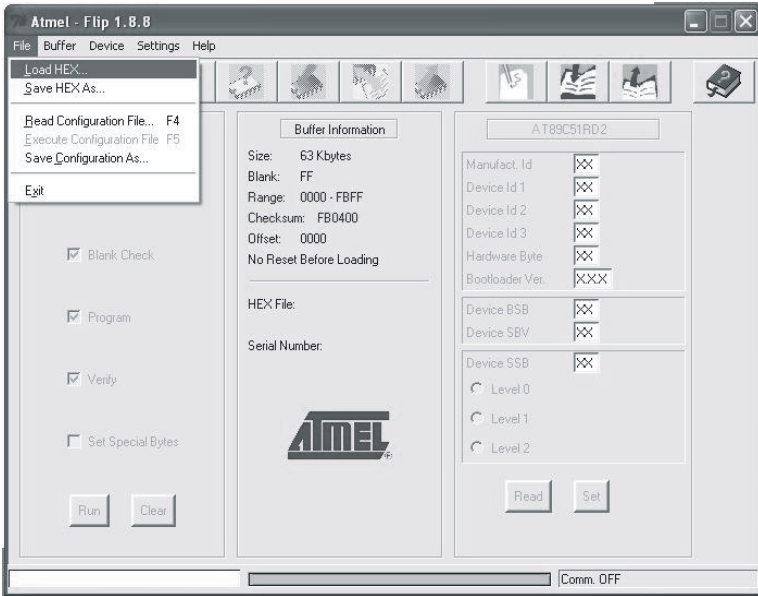 Atmel - Flip 1.8.8
File Buffer Device Settings Help
Load HEX...
Save HEX As...
Read Configuration File... F4
Execute Configuration File F5
Save Configuration As...
Exit
Blank Check
Program
Verify
Set Special Bytes
Run Clear
Buffer Information
Size: 63 Kbytes
Blank: FF
Range: 0000 - FBFF
Checksum: FB0400
Offset: 0000
No Reset Before Loading
HEX File:
Serial Number:
ATMEL ®
AT89C51RD2
Manufact. Id XX
Device Id 1 XX
Device Id 2 XX
Device Id 3 XX
Hardware Byte XX
Bootloader Ver. XXX
Device BSB XX
Device SBV XX
Device SSB XX
Level 0
Level 1
Level 2
Read Set
Comm. OFF